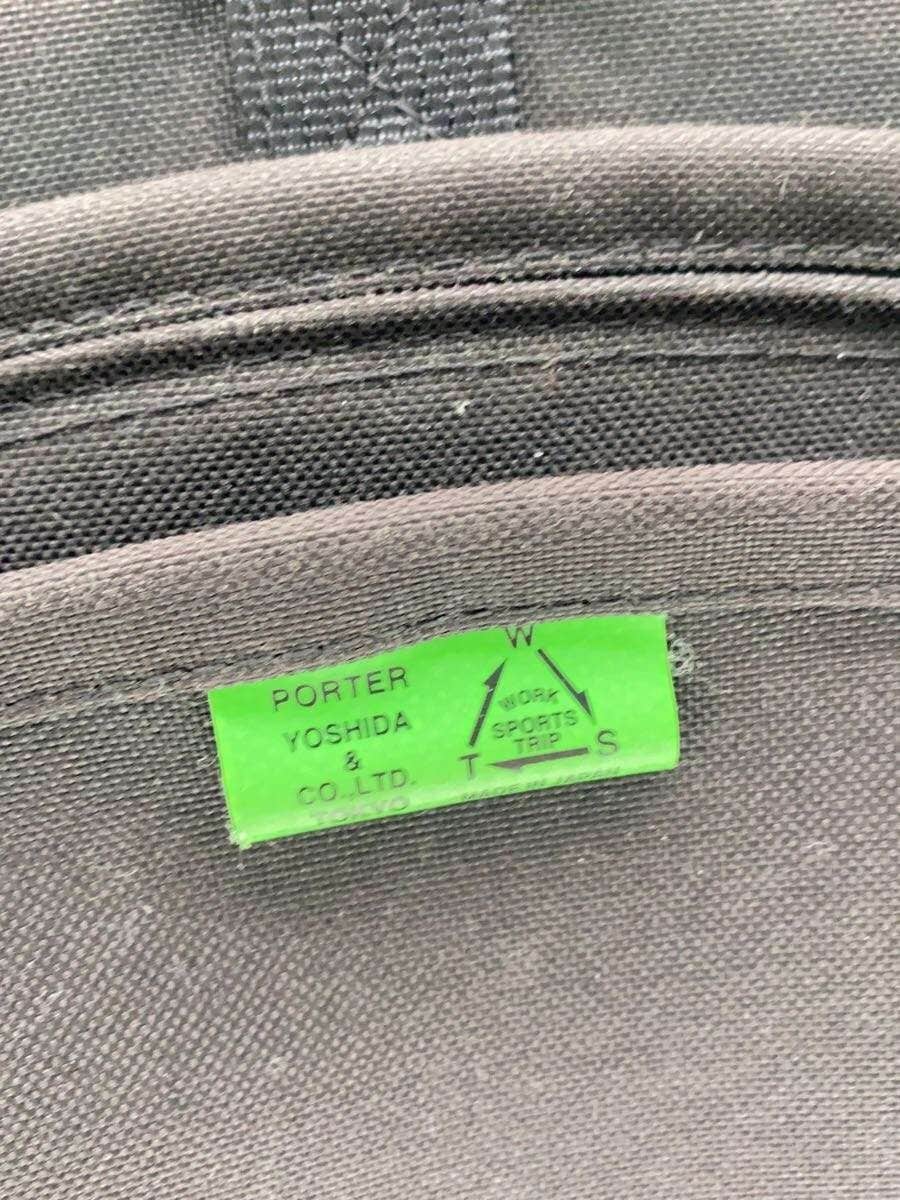 PORTER
YOSHIDA
&
CO.,LTD.
TOKYO
W
WORK
SPORTS
TRIP
T
S
MADE IN JAPAN